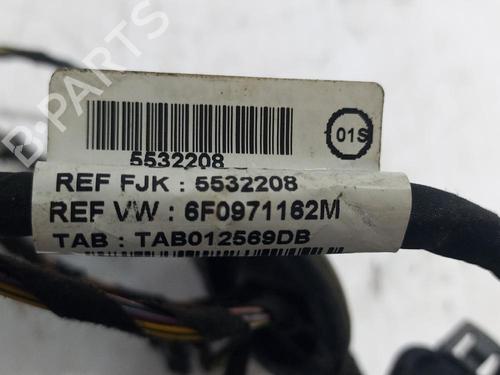 5532208
01S
REF FJK : 5532208
REF VW : 6F0971162M
TAB : TAB012569DB
B-PARTS